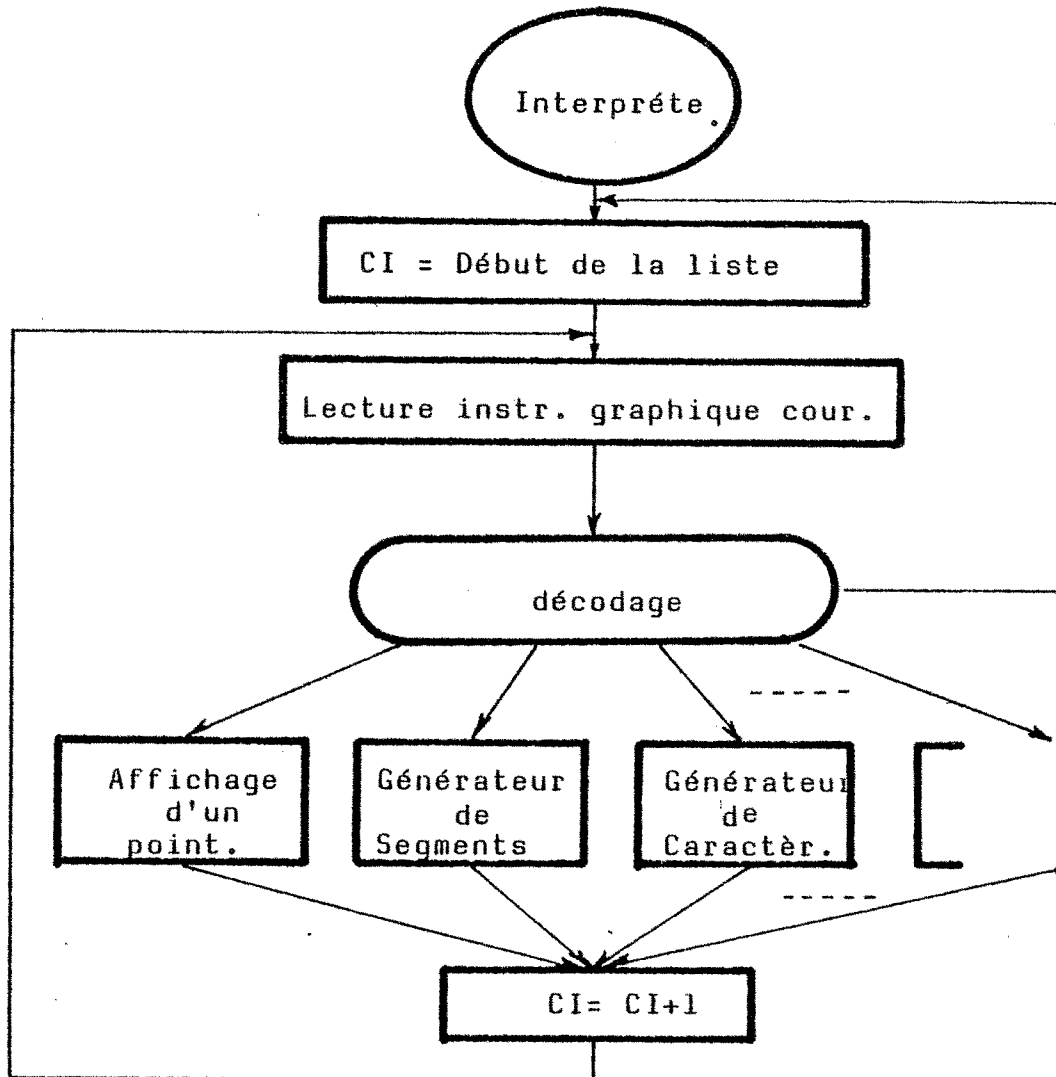 Interpréte.
CI = Début de la liste
Lecture instr. graphique cour.
décodage
Affichage
d'un
point.
Générateur
de
Segments
Générateur
de
Caractèr.
CI= CI+1